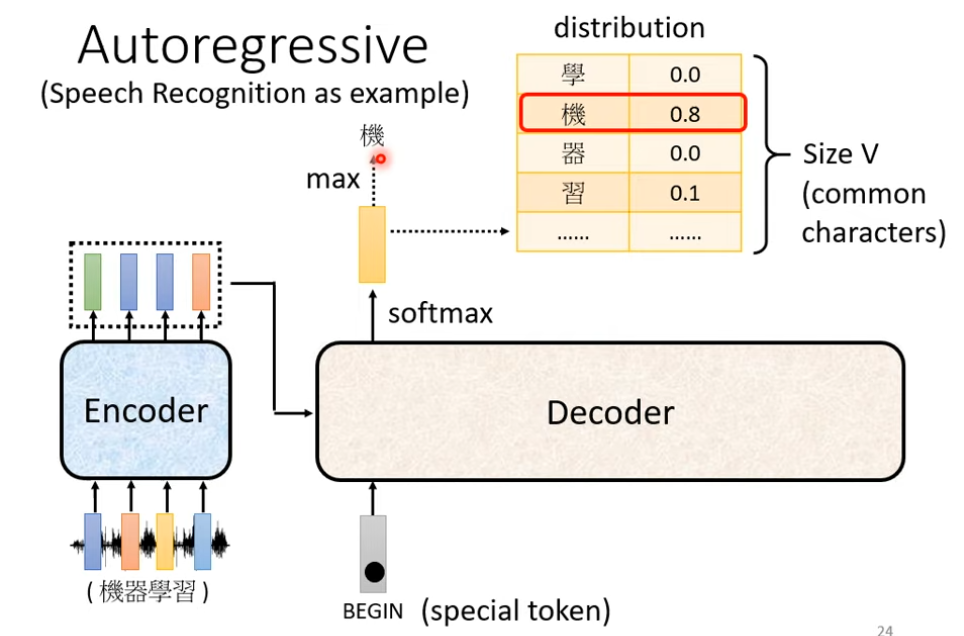 Autoregressive
(Speech Recognition as example)
distribution
學 0.0
機 0.8
器 0.0
習 0.1
...... ......
Size V
(common
characters)
機
max
softmax
Encoder
Decoder
(機器學習)
BEGIN (special token)
24